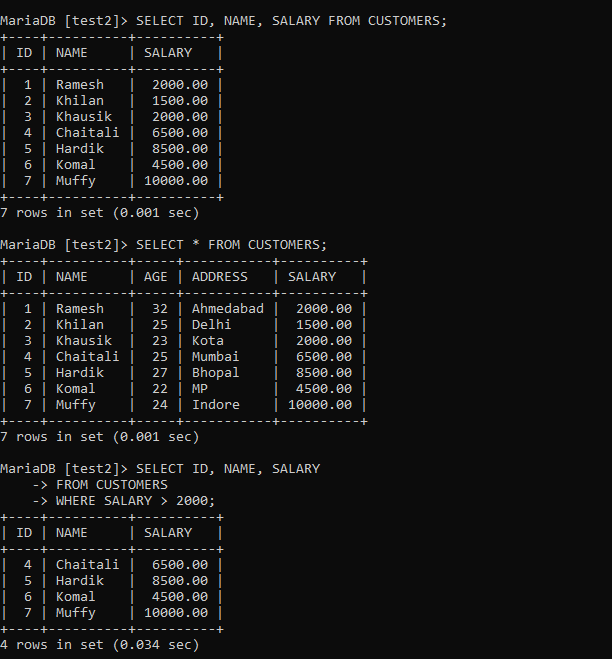 MariaDB [test2]> SELECT ID, NAME, SALARY FROM CUSTOMERS;
+----+----------+----------+
| ID | NAME     | SALARY   |
+----+----------+----------+
|  1 | Ramesh   |  2000.00 |
|  2 | Khilan   |  1500.00 |
|  3 | Khausik  |  2000.00 |
|  4 | Chaitali |  6500.00 |
|  5 | Hardik   |  8500.00 |
|  6 | Komal    |  4500.00 |
|  7 | Muffy    | 10000.00 |
+----+----------+----------+
7 rows in set (0.001 sec)

MariaDB [test2]> SELECT * FROM CUSTOMERS;
+----+----------+-----+-----------+----------+
| ID | NAME     | AGE | ADDRESS   | SALARY   |
+----+----------+-----+-----------+----------+
|  1 | Ramesh   |  32 | Ahmedabad |  2000.00 |
|  2 | Khilan   |  25 | Delhi     |  1500.00 |
|  3 | Khausik  |  23 | Kota      |  2000.00 |
|  4 | Chaitali |  25 | Mumbai    |  6500.00 |
|  5 | Hardik   |  27 | Bhopal    |  8500.00 |
|  6 | Komal    |  22 | MP        |  4500.00 |
|  7 | Muffy    |  24 | Indore    | 10000.00 |
+----+----------+-----+-----------+----------+
7 rows in set (0.001 sec)

MariaDB [test2]> SELECT ID, NAME, SALARY
    -> FROM CUSTOMERS
    -> WHERE SALARY > 2000;
+----+----------+----------+
| ID | NAME     | SALARY   |
+----+----------+----------+
|  4 | Chaitali |  6500.00 |
|  5 | Hardik   |  8500.00 |
|  6 | Komal    |  4500.00 |
|  7 | Muffy    | 10000.00 |
+----+----------+----------+
4 rows in set (0.034 sec)